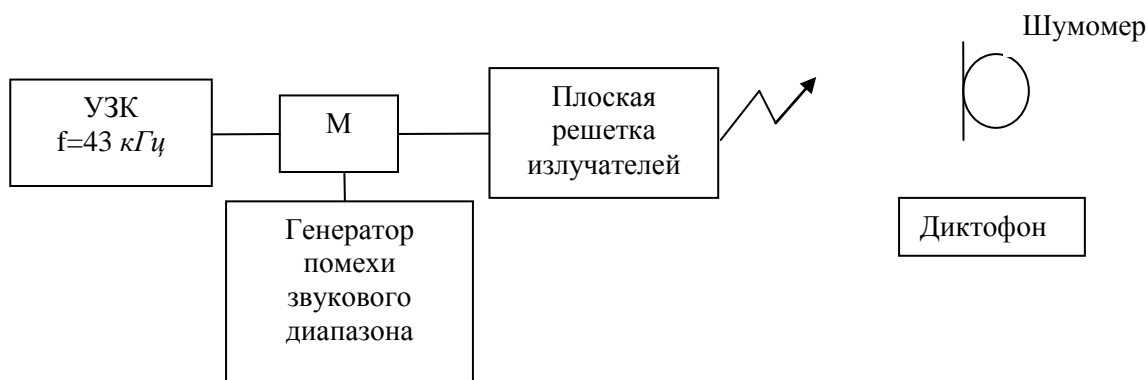 Шумомер
УЗК
f=43 кГц
М
Плоская
решетка
излучателей
Генератор
помехи
звукового
диапазона
Диктофон